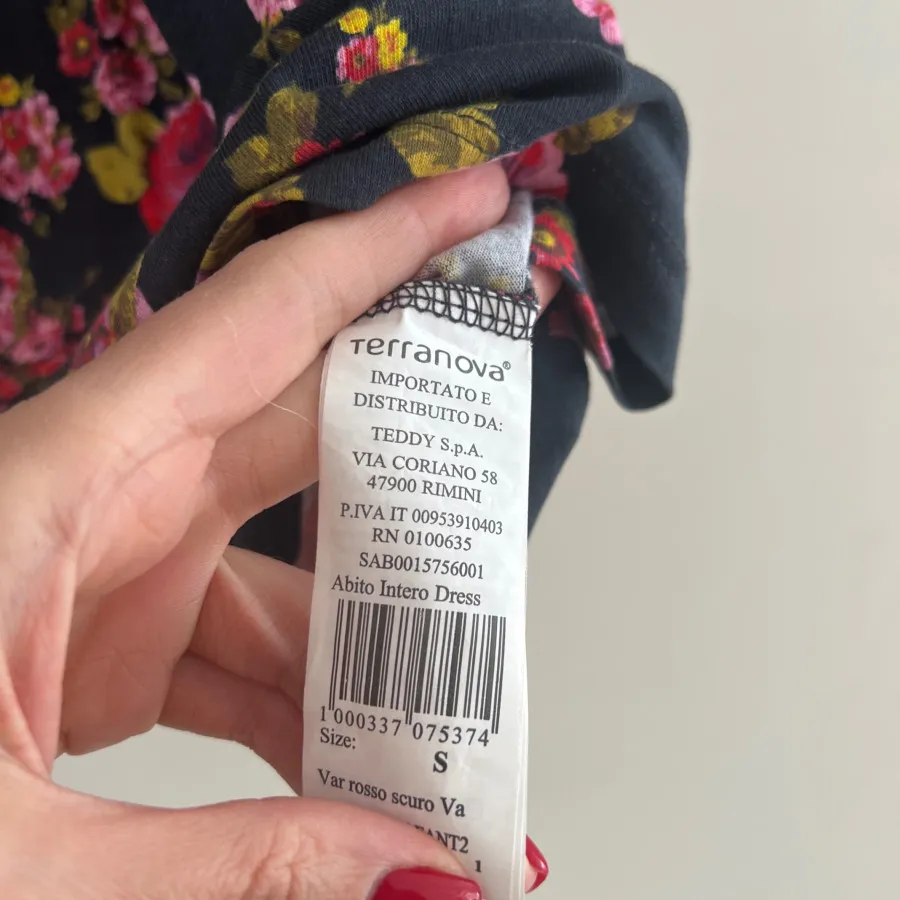 Terranova®
IMPORTATO E
DISTRIBUITO DA:
TEDDY S.p.A.
VIA CORIANO 58
47900 RIMINI
P.IVA IT 00953910403
RN 0100635
SAB0015756001
Abito Intero Dress
1 000337 075374
Size:
S
Var rosso scuro Va
1